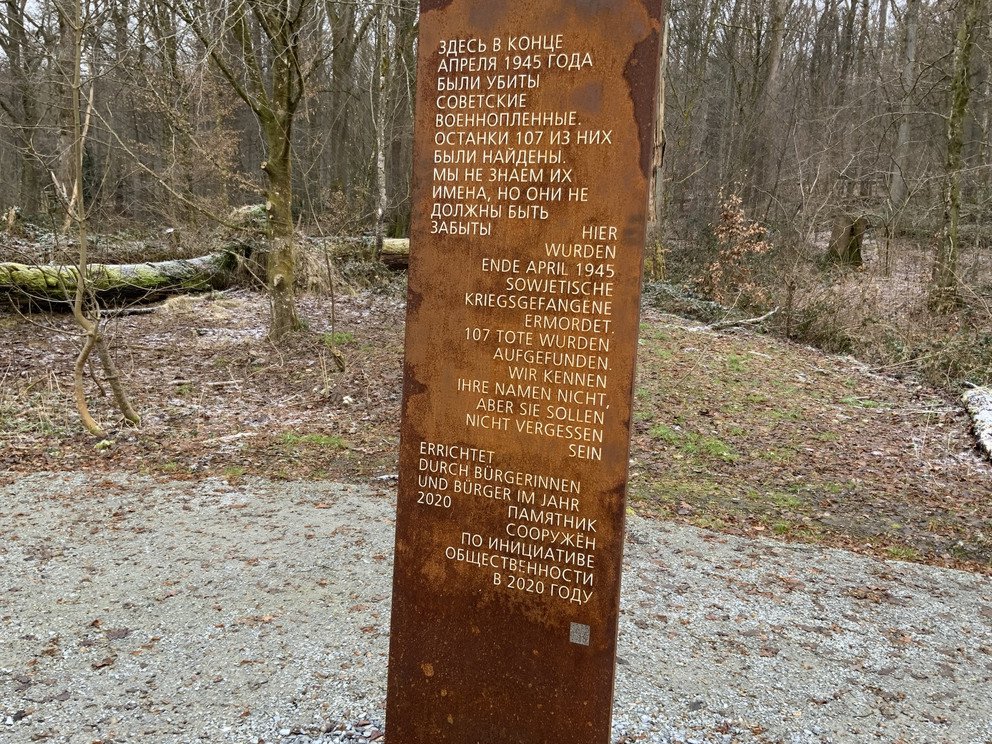 ЗДЕСЬ В КОНЦЕ
АПРЕЛЯ 1945 ГОДА
БЫЛИ УБИТЫ
СОВЕТСКИЕ
ВОЕННОПЛЕННЫЕ.
ОСТАНКИ 107 ИЗ НИХ
БЫЛИ НАЙДЕНЫ.
МЫ НЕ ЗНАЕМ ИХ
ИМЕНА, НО ОНИ НЕ
ДОЛЖНЫ БЫТЬ
ЗАБЫТЫ
HIER
WURDEN
ENDE APRIL 1945
SOWJETISCHE
KRIEGSGEFANGENE
ERMORDET.
107 TOTE WURDEN
AUFGEFUNDEN.
WIR KENNEN
IHRE NAMEN NICHT,
ABER SIE SOLLEN
NICHT VERGESSEN
SEIN
ERRICHTET
DURCH BÜRGERINNEN
UND BÜRGER IM JAHR
2020
ПАМЯТНИК
СООРУЖЁН
ПО ИНИЦИАТИВЕ
ОБЩЕСТВЕННОСТИ
В 2020 ГОДУ